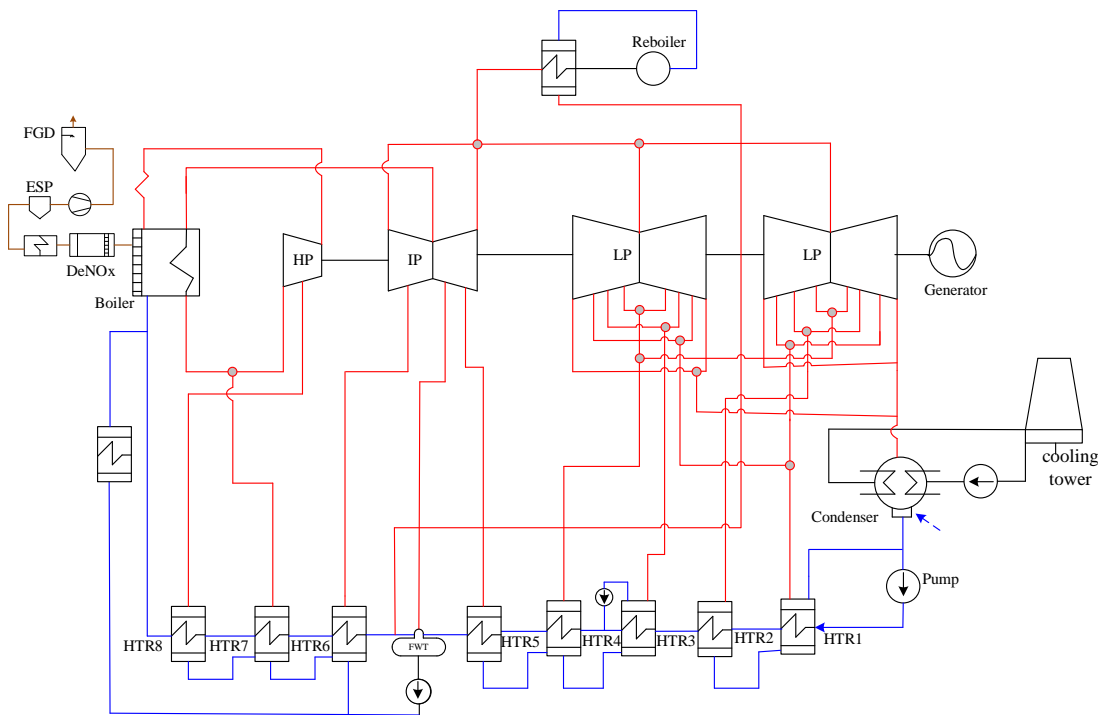 Reboiler
FGD
ESP
DeNOx
Boiler
HP
IP
LP
LP
Generator
cooling
tower
Condenser
Pump
HTR8
HTR7
HTR6
FWT
HTR5
HTR4
HTR3
HTR2
HTR1